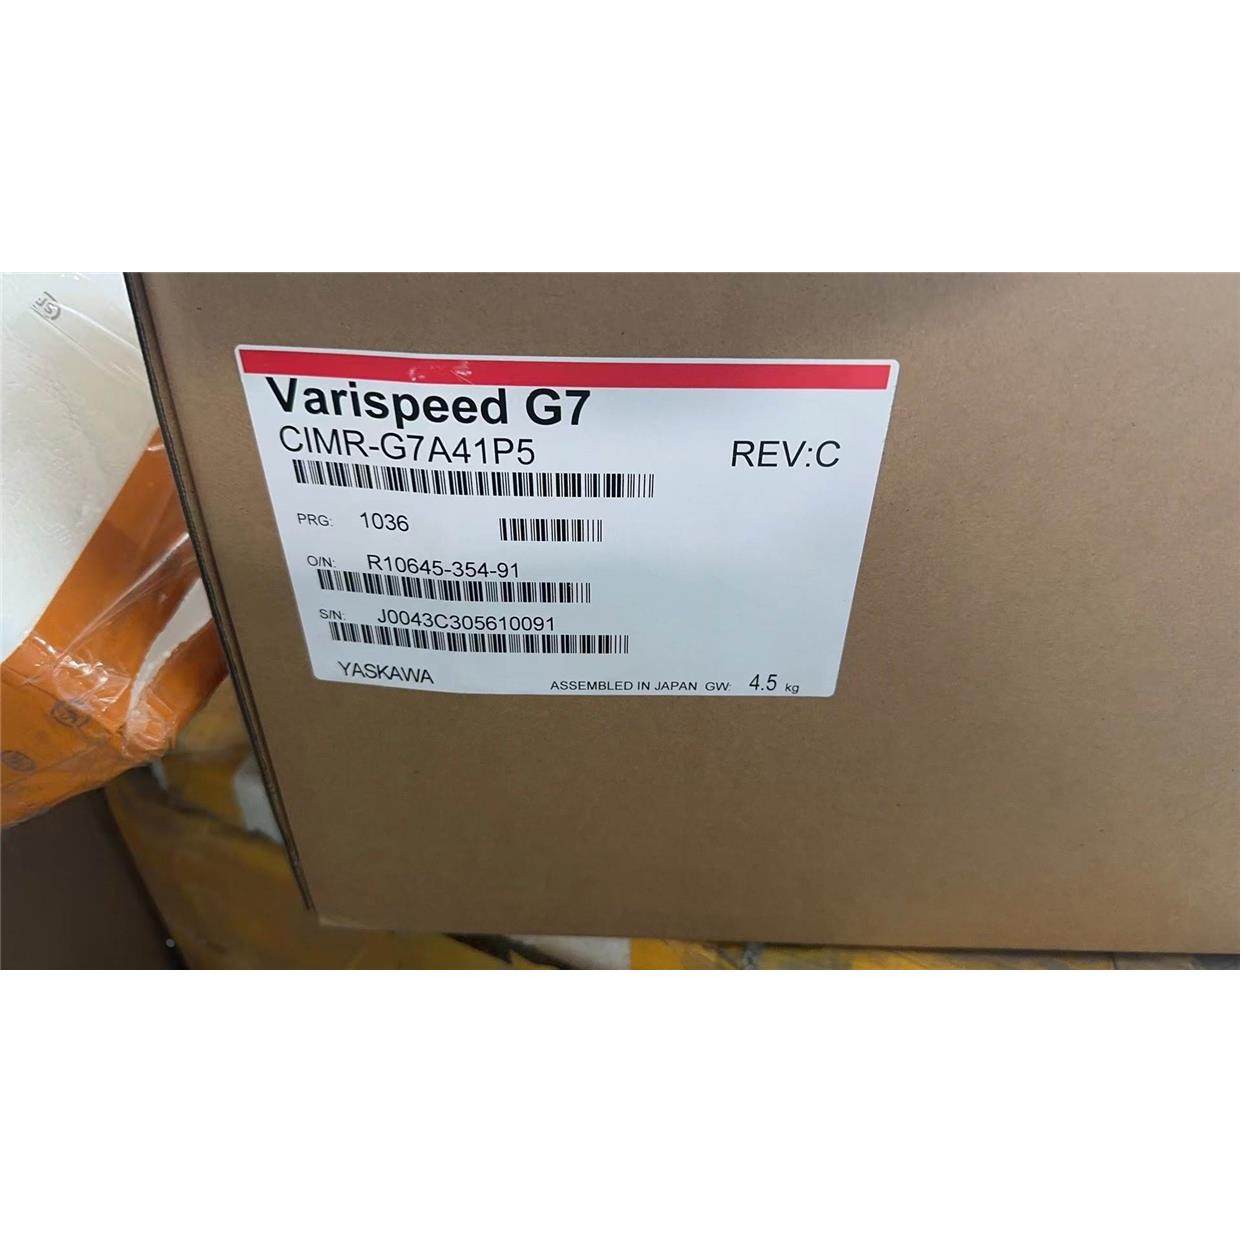 Varispeed G7
CIMR-G7A41P5
REV:C
PRG: 1036
O/N: R10645-354-91
S/N: J0043C305610091
YASKAWA
ASSEMBLED IN JAPAN GW: 4.5 kg